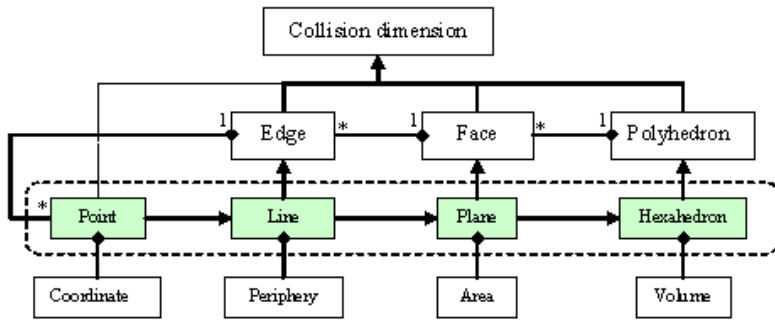 Collision dimension
1 Edge * 1 Face * 1 Polyhedron
* Point Line Plane Hexahedron
Coordinate Periphery Area Volume